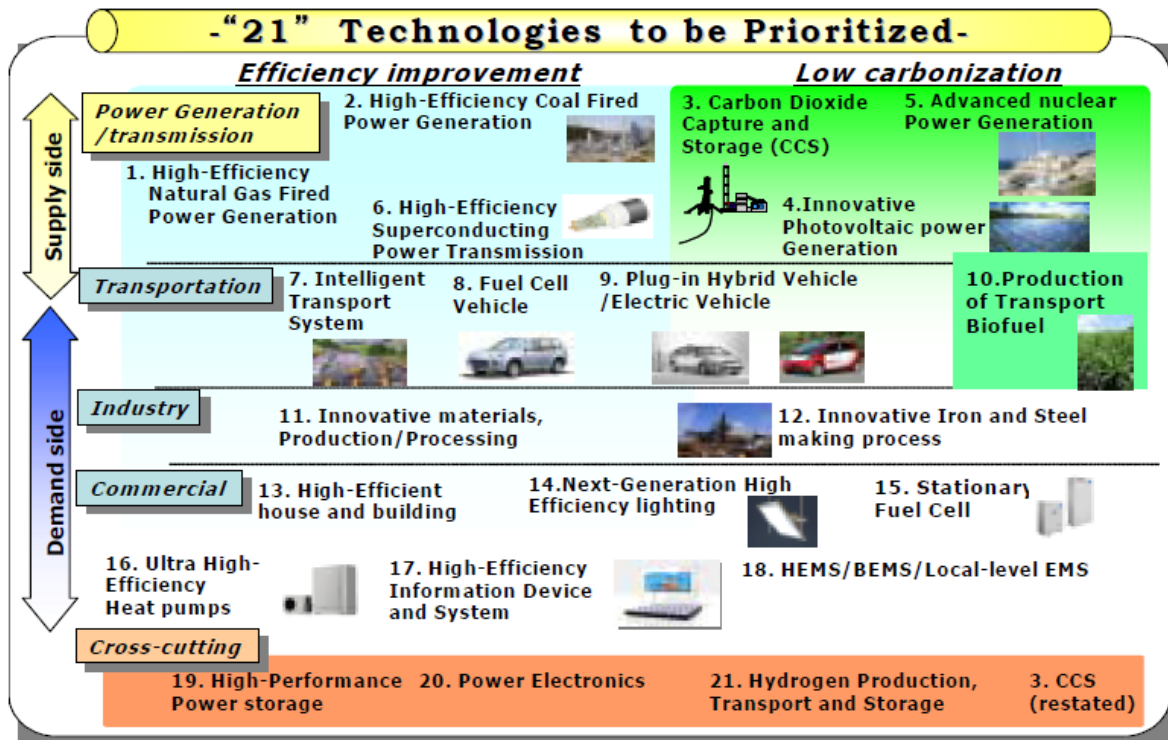 -“21” Technologies to be Prioritized-
Efficiency improvement
Low carbonization
Supply side
Demand side
Power Generation
/transmission
1. High-Efficiency
Natural Gas Fired
Power Generation
2. High-Efficiency Coal Fired
Power Generation
3. Carbon Dioxide
Capture and
Storage (CCS)
4.Innovative
Photovoltaic power
Generation
5. Advanced nuclear
Power Generation
6. High-Efficiency
Superconducting
Power Transmission
Transportation
7. Intelligent
Transport
System
8. Fuel Cell
Vehicle
9. Plug-in Hybrid Vehicle
/Electric Vehicle
10.Production
of Transport
Biofuel
Industry
11. Innovative materials,
Production/Processing
12. Innovative Iron and Steel
making process
Commercial
13. High-Efficient
house and building
14.Next-Generation High
Efficiency lighting
15. Stationary
Fuel Cell
16. Ultra High-
Efficiency
Heat pumps
17. High-Efficiency
Information Device
and System
18. HEMS/BEMS/Local-level EMS
Cross-cutting
19. High-Performance
Power storage
20. Power Electronics
21. Hydrogen Production,
Transport and Storage
3. CCS
(restated)